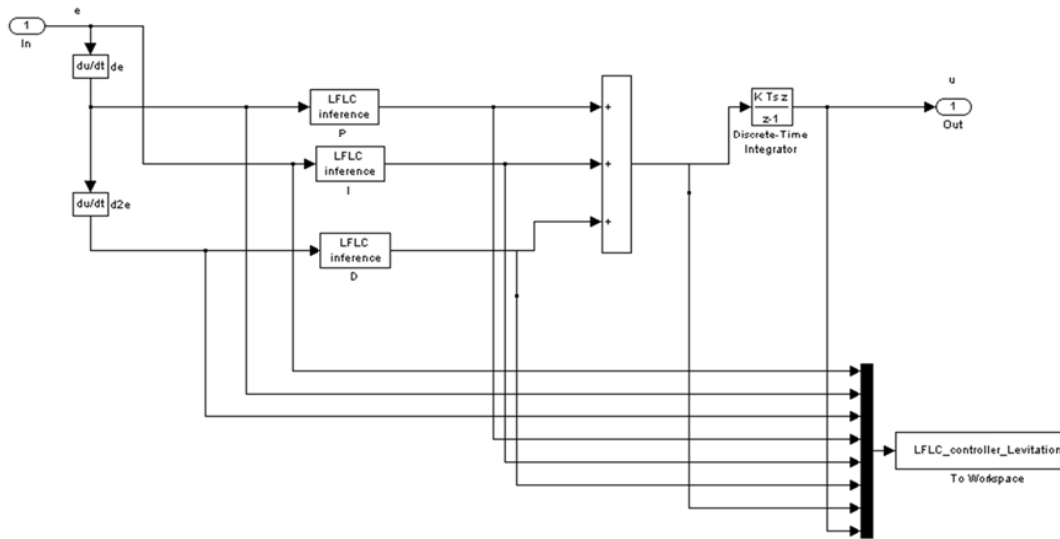 e
1
In
du/dt de
LFLC
inference
P
LFLC
inference
I
du/dt d2e
LFLC
inference
D
+
+
+
K Ts z
z-1
Discrete-Time
Integrator
u
1
Out
LFLC_controller_Levitation
To Workspace